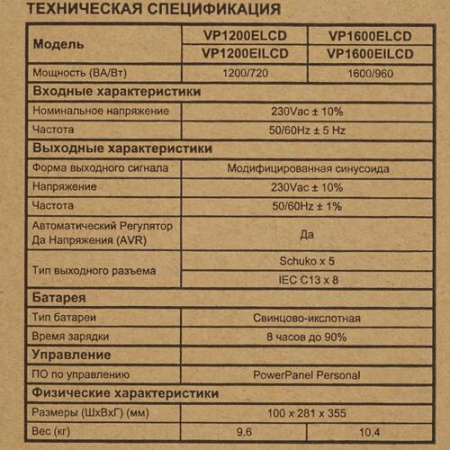 ТЕХНИЧЕСКАЯ СПЕЦИФИКАЦИЯ
Модель
VP1200ELCD VP1600ELCD
VP1200EILCD VP1600EILCD
Мощность (ВА/Вт) 1200/720 1600/960
Входные характеристики
Номинальное напряжение 230Vac ± 10%
Частота 50/60Hz ± 5 Hz
Выходные характеристики
Форма выходного сигнала Модифицированная синусоида
Напряжение 230Vac ± 10%
Частота 50/60Hz ± 1%
Автоматический Регулятор
Да Напряжения (AVR) Да
Тип выходного разъема
Schuko x 5
IEC C13 x 8
Батарея
Тип батареи Свинцово-икслотная
Время зарядки 8 часов до 90%
Управление
ПО по управлению PowerPanel Personal
Физические характеристики
Размеры (ШхВхГ) (мм) 100 x 281 x 355
Вес (кг) 9.6 10.4